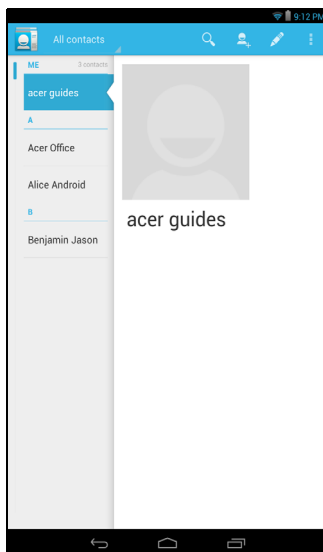 9:12 PM
All contacts
ME 3 contacts
acer guides
A
Acer Office
Alice Android
B
Benjamin Jason
acer guides